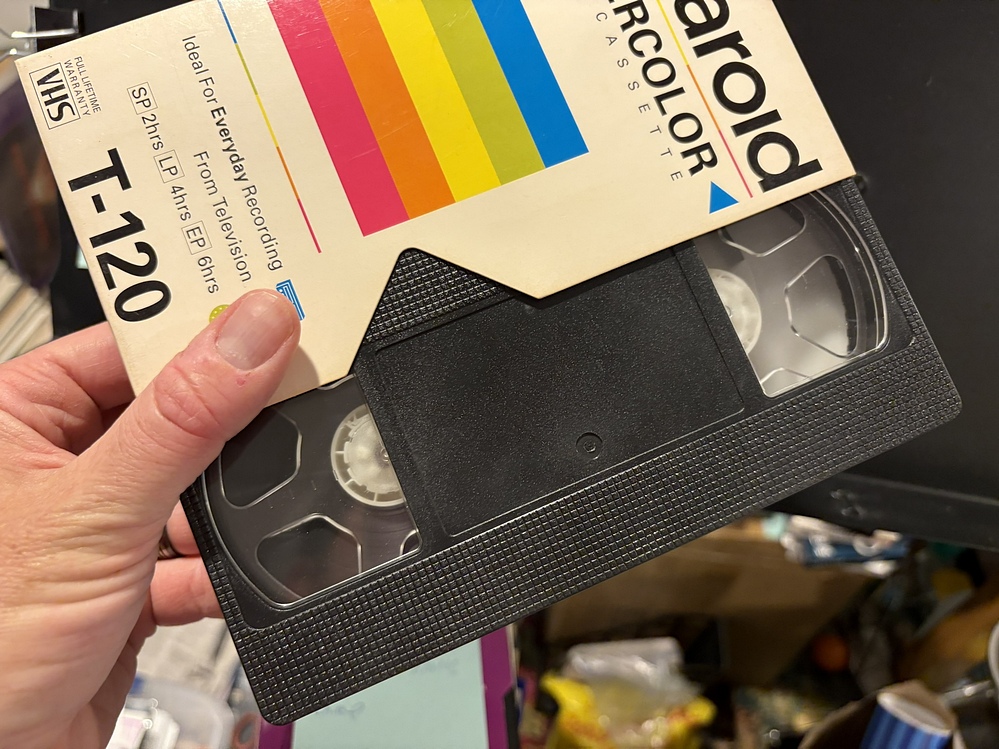 aroid
ERCOLOR
CASSETTE
Ideal For Everyday Recording
From Television
SP 2hrs LP 4hrs EP 6hrs
T-120
FULL LIFETIME
WARRANTY
VHS